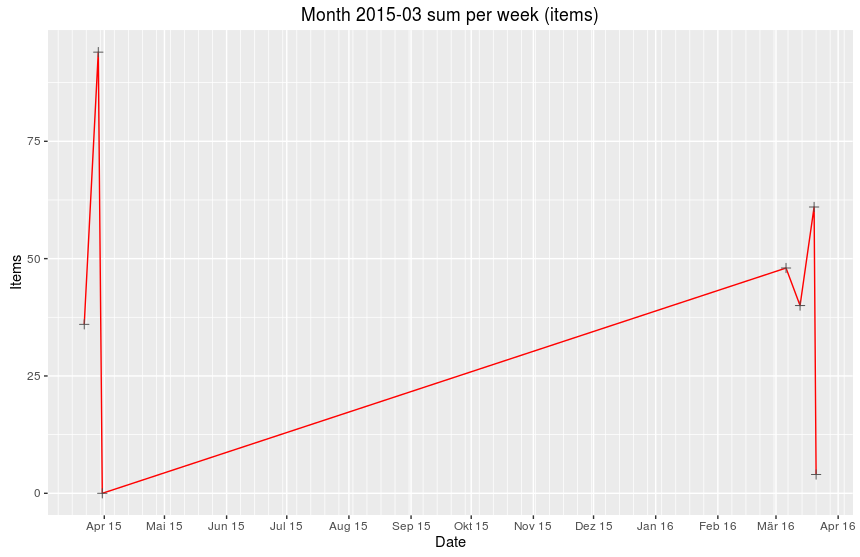 Month 2015-03 sum per week (items)
Items
75
50
25
0
Apr 15 Mai 15 Jun 15 Jul 15 Aug 15 Sep 15 Okt 15 Nov 15 Dez 15 Jan 16 Feb 16 Mär 16 Apr 16
Date